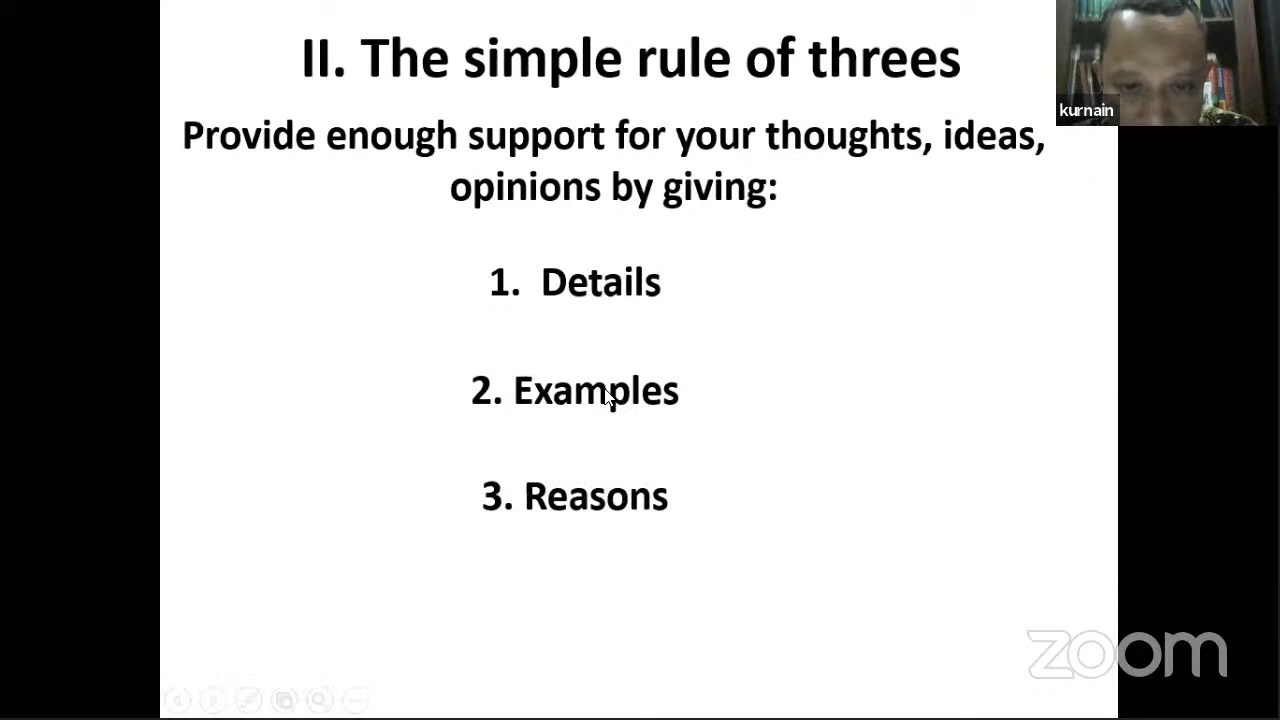 II. The simple rule of threes
kurnain
Provide enough support for your thoughts, ideas,
opinions by giving:
1. Details
2. Examples
3. Reasons
zoom